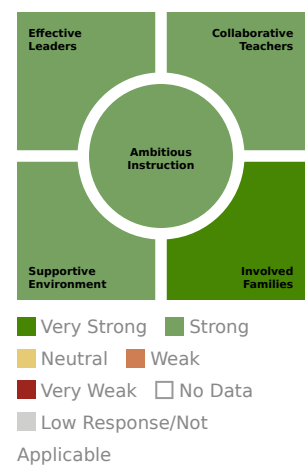 Effective
Leaders
Collaborative
Teachers
Ambitious
Instruction
Supportive
Environment
Involved
Families
Very Strong
Strong
Neutral
Weak
Very Weak
No Data
Low Response/Not
Applicable